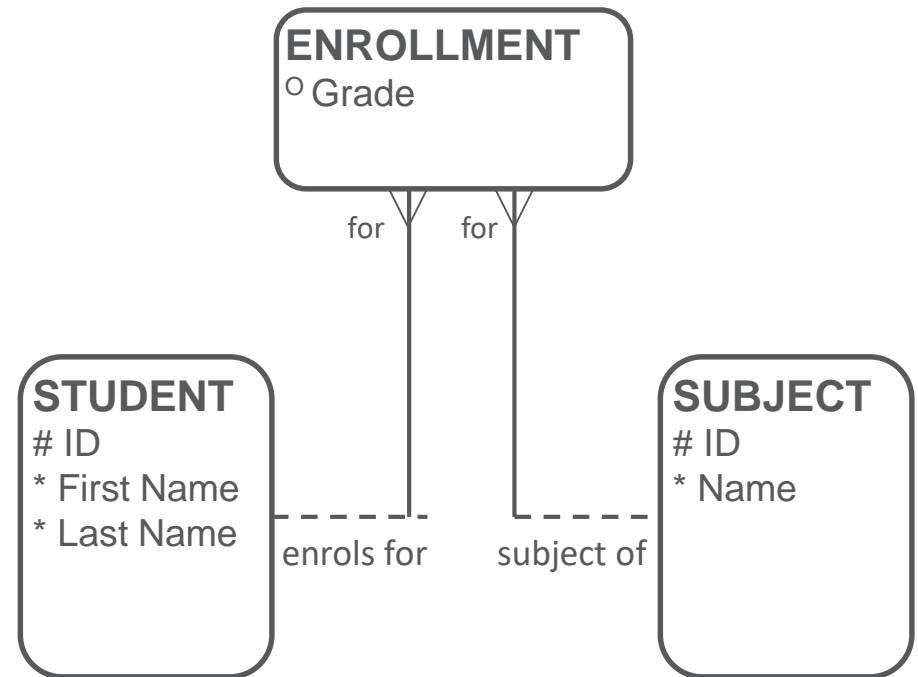 ENROLLMENT
O Grade
for for
STUDENT
# ID
* First Name
* Last Name
enrols for
subject of
SUBJECT
# ID
* Name